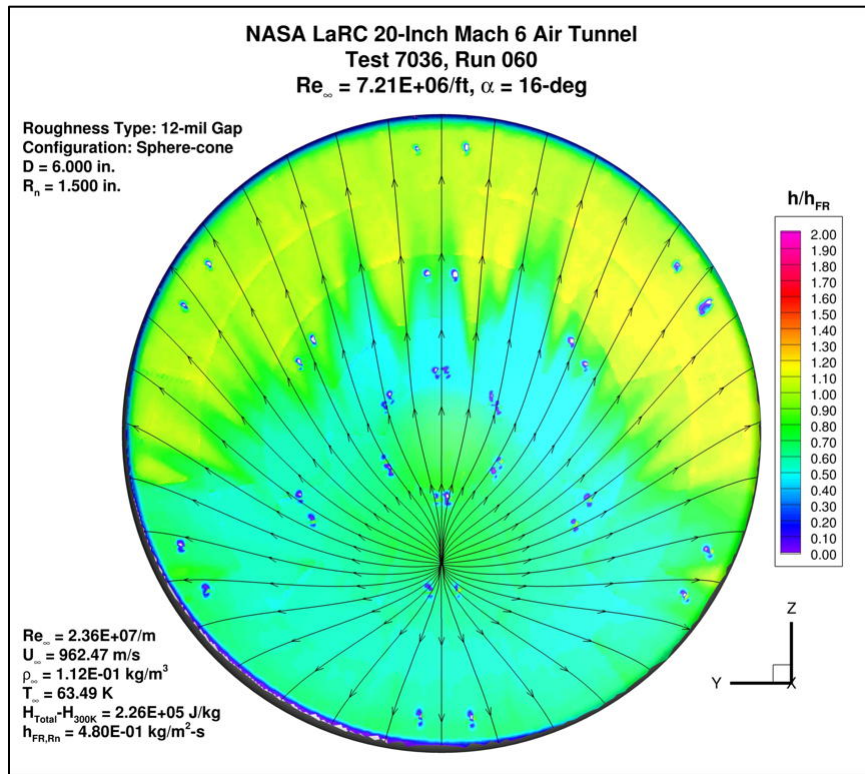 NASA LaRC 20-Inch Mach 6 Air Tunnel
Test 7036, Run 060
Re∞ = 7.21E+06/ft, α = 16-deg
Roughness Type: 12-mil Gap
Configuration: Sphere-cone
D = 6.000 in.
Rn = 1.500 in.
h/hFR
2.00
1.90
1.80
1.70
1.60
1.50
1.40
1.30
1.20
1.10
1.00
0.90
0.80
0.70
0.60
0.50
0.40
0.30
0.20
0.10
0.00
Z
Y
X
Re∞ = 2.36E+07/m
U∞ = 962.47 m/s
ρ∞ = 1.12E-01 kg/m³
T∞ = 63.49 K
HTotal-H300K = 2.26E+05 J/kg
hFR,Rn = 4.80E-01 kg/m²-s